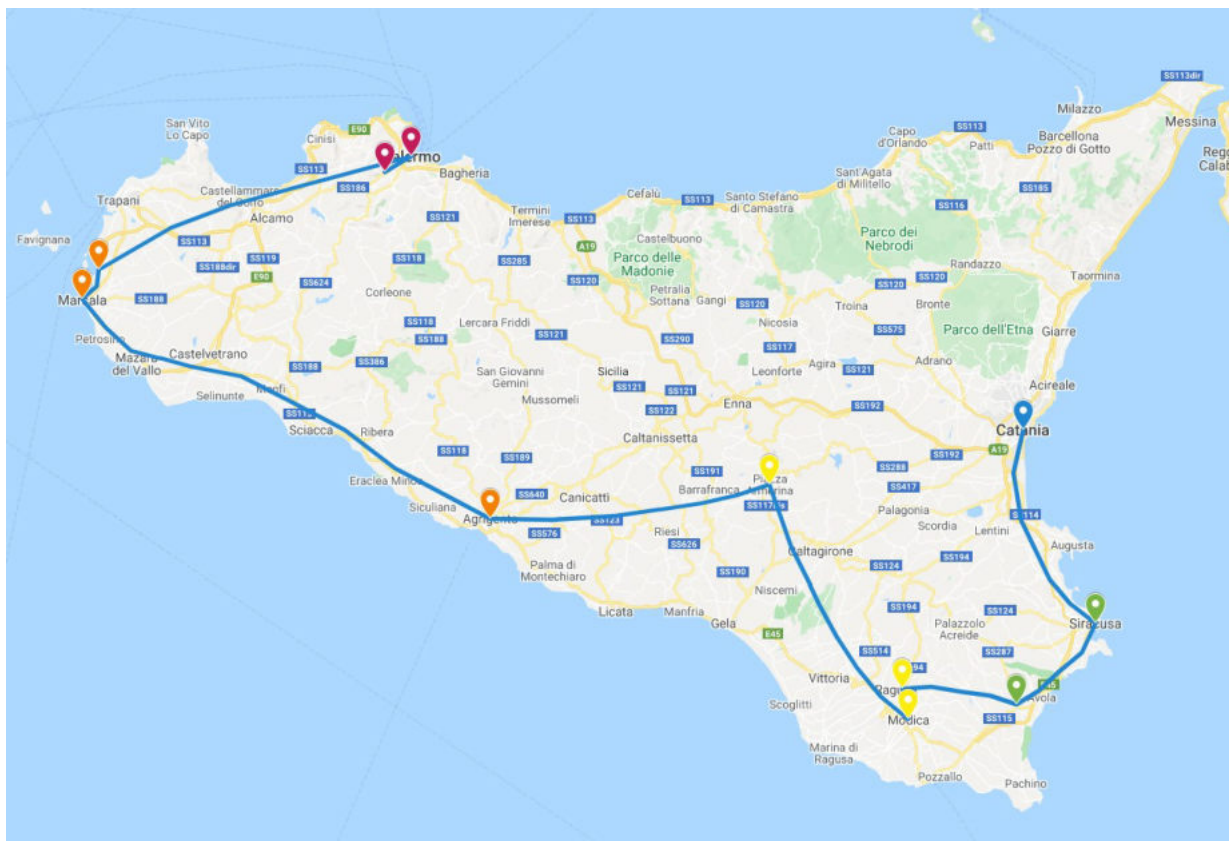 SS113dir
Milazzo
Messina
San Vito
Lo Capo
Cinisi
E90
SS113
Capo
d'Orlando
SS113
Patti
Barcellona
Pozzo di Gotto
SS113
SS186
Bagheria
Sant'Agata
di Militello
SS185
Trapani
Castellammare
Alcamo
SS121
Termini
Imerese
Cefalù
SS113
Santo Stefano
di Camastra
SS116
Favignana
SS113
SS119
SS118
SS285
SS113
A19
Castelbuono
Parco delle
Madonie
Parco dei
Nebrodi
Randazzo
Taormina
SS188dir
E90
SS624
SS120
SS120
SS120
SS188
Corleone
Petralia
Sottana
Gangi
SS120
Troina
Bronte
Parco dell'Etna
Giarre
SS118
SS188
Lercara Friddi
SS121
SS290
Nicosia
SS117
SS575
Petrosino
Mazara
del Vallo
Castelvetrano
SS188
SS386
San Giovanni
Gemini
Sicilia
SS121
SS121
Leonforte
Agira
SS121
Adrano
Acireale
Selinunte
Mussomeli
SS122
Enna
SS192
Sciacca
Ribera
SS118
SS189
Caltanissetta
Catania
A19
SS192
Eraclea Minoa
SS640
Canicattì
SS191
Barrafranca
SS288
SS417
Siculiana
Agrigento
SS576
SS123
Riesi
SS626
Palagonia
Scordia
Lentini
Augusta
Palma di
Montechiaro
SS190
Niscemi
Caltagirone
SS124
SS194
Licata
Manfria
Gela
E45
SS194
Palazzolo
Acreide
SS124
Siracusa
SS514
SS287
Vittoria
Scoglitti
Modica
SS115
Avola
Marina di
Ragusa
Pozzallo
Pachino